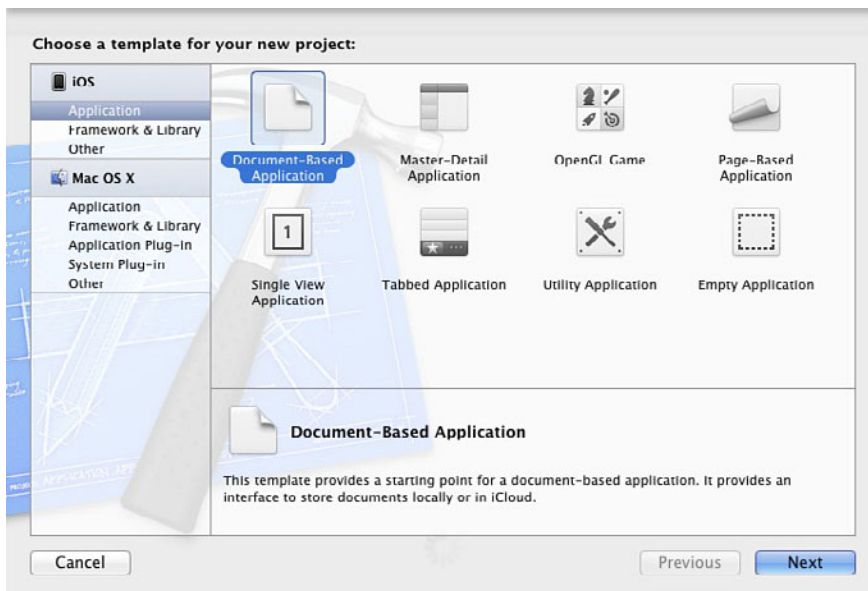 Choose a template for your new project:
iOS
Application
Framework & Library
Other
Mac OS X
Application
Framework & Library
Application Plug-in
System Plug-in
Other
Document-Based
Application
Master-Detail
Application
OpenGL Game
Page-Based
Application
1
Single View
Application
Tabbed Application
Utility Application
Empty Application
Document-Based Application
This template provides a starting point for a document-based application. It provides an
interface to store documents locally or in iCloud.
Cancel
Previous
Next